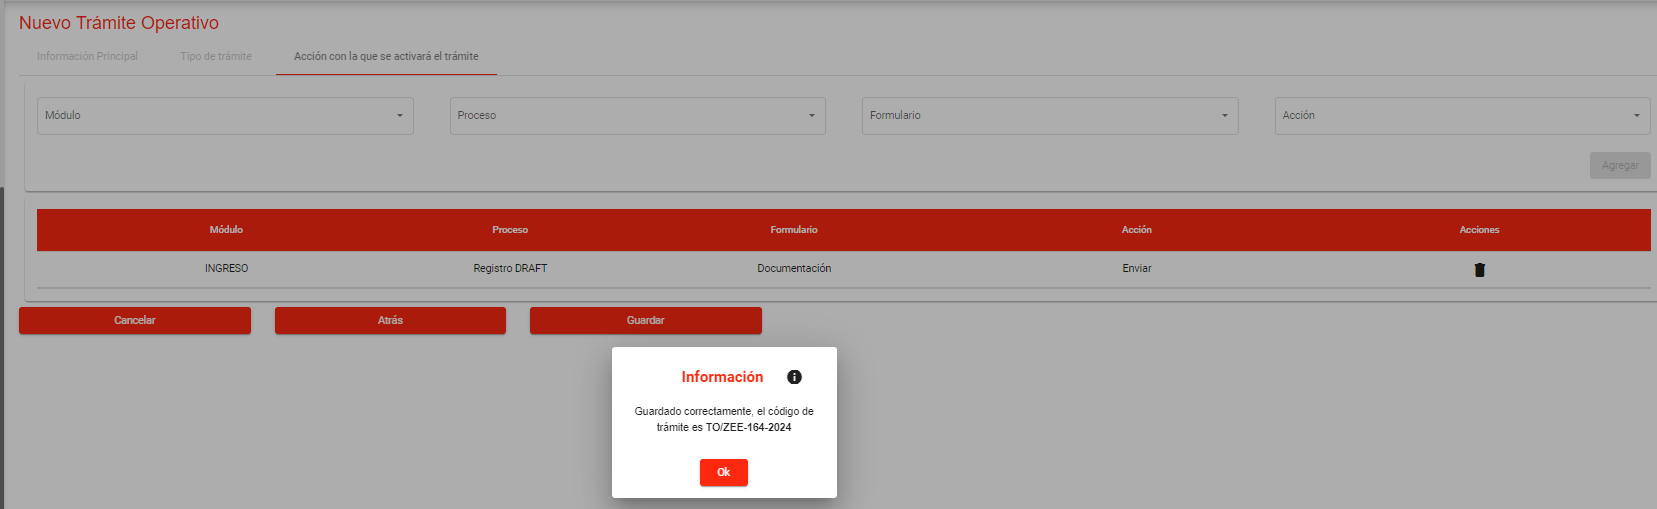 Nuevo Trámite Operativo
Información Principal Tipo de trámite Acción con la que se activará el trámite
Módulo Proceso Formulario Acción
Agregar
Módulo Proceso Formulario Acción Acciones
INGRESO Registro DRAFT Documentación Enviar
Cancelar Atrás Guardar
Información
Guardado correctamente, el código de
trámite es TO/ZEE-164-2024
Ok